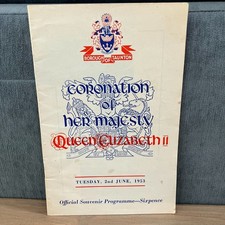 BOROUGH OF TAUNTON
CORONATION
of
her majesty
Queen Elizabeth II
TUESDAY, 2nd JUNE, 1953
Official Souvenir Programme—Sixpence